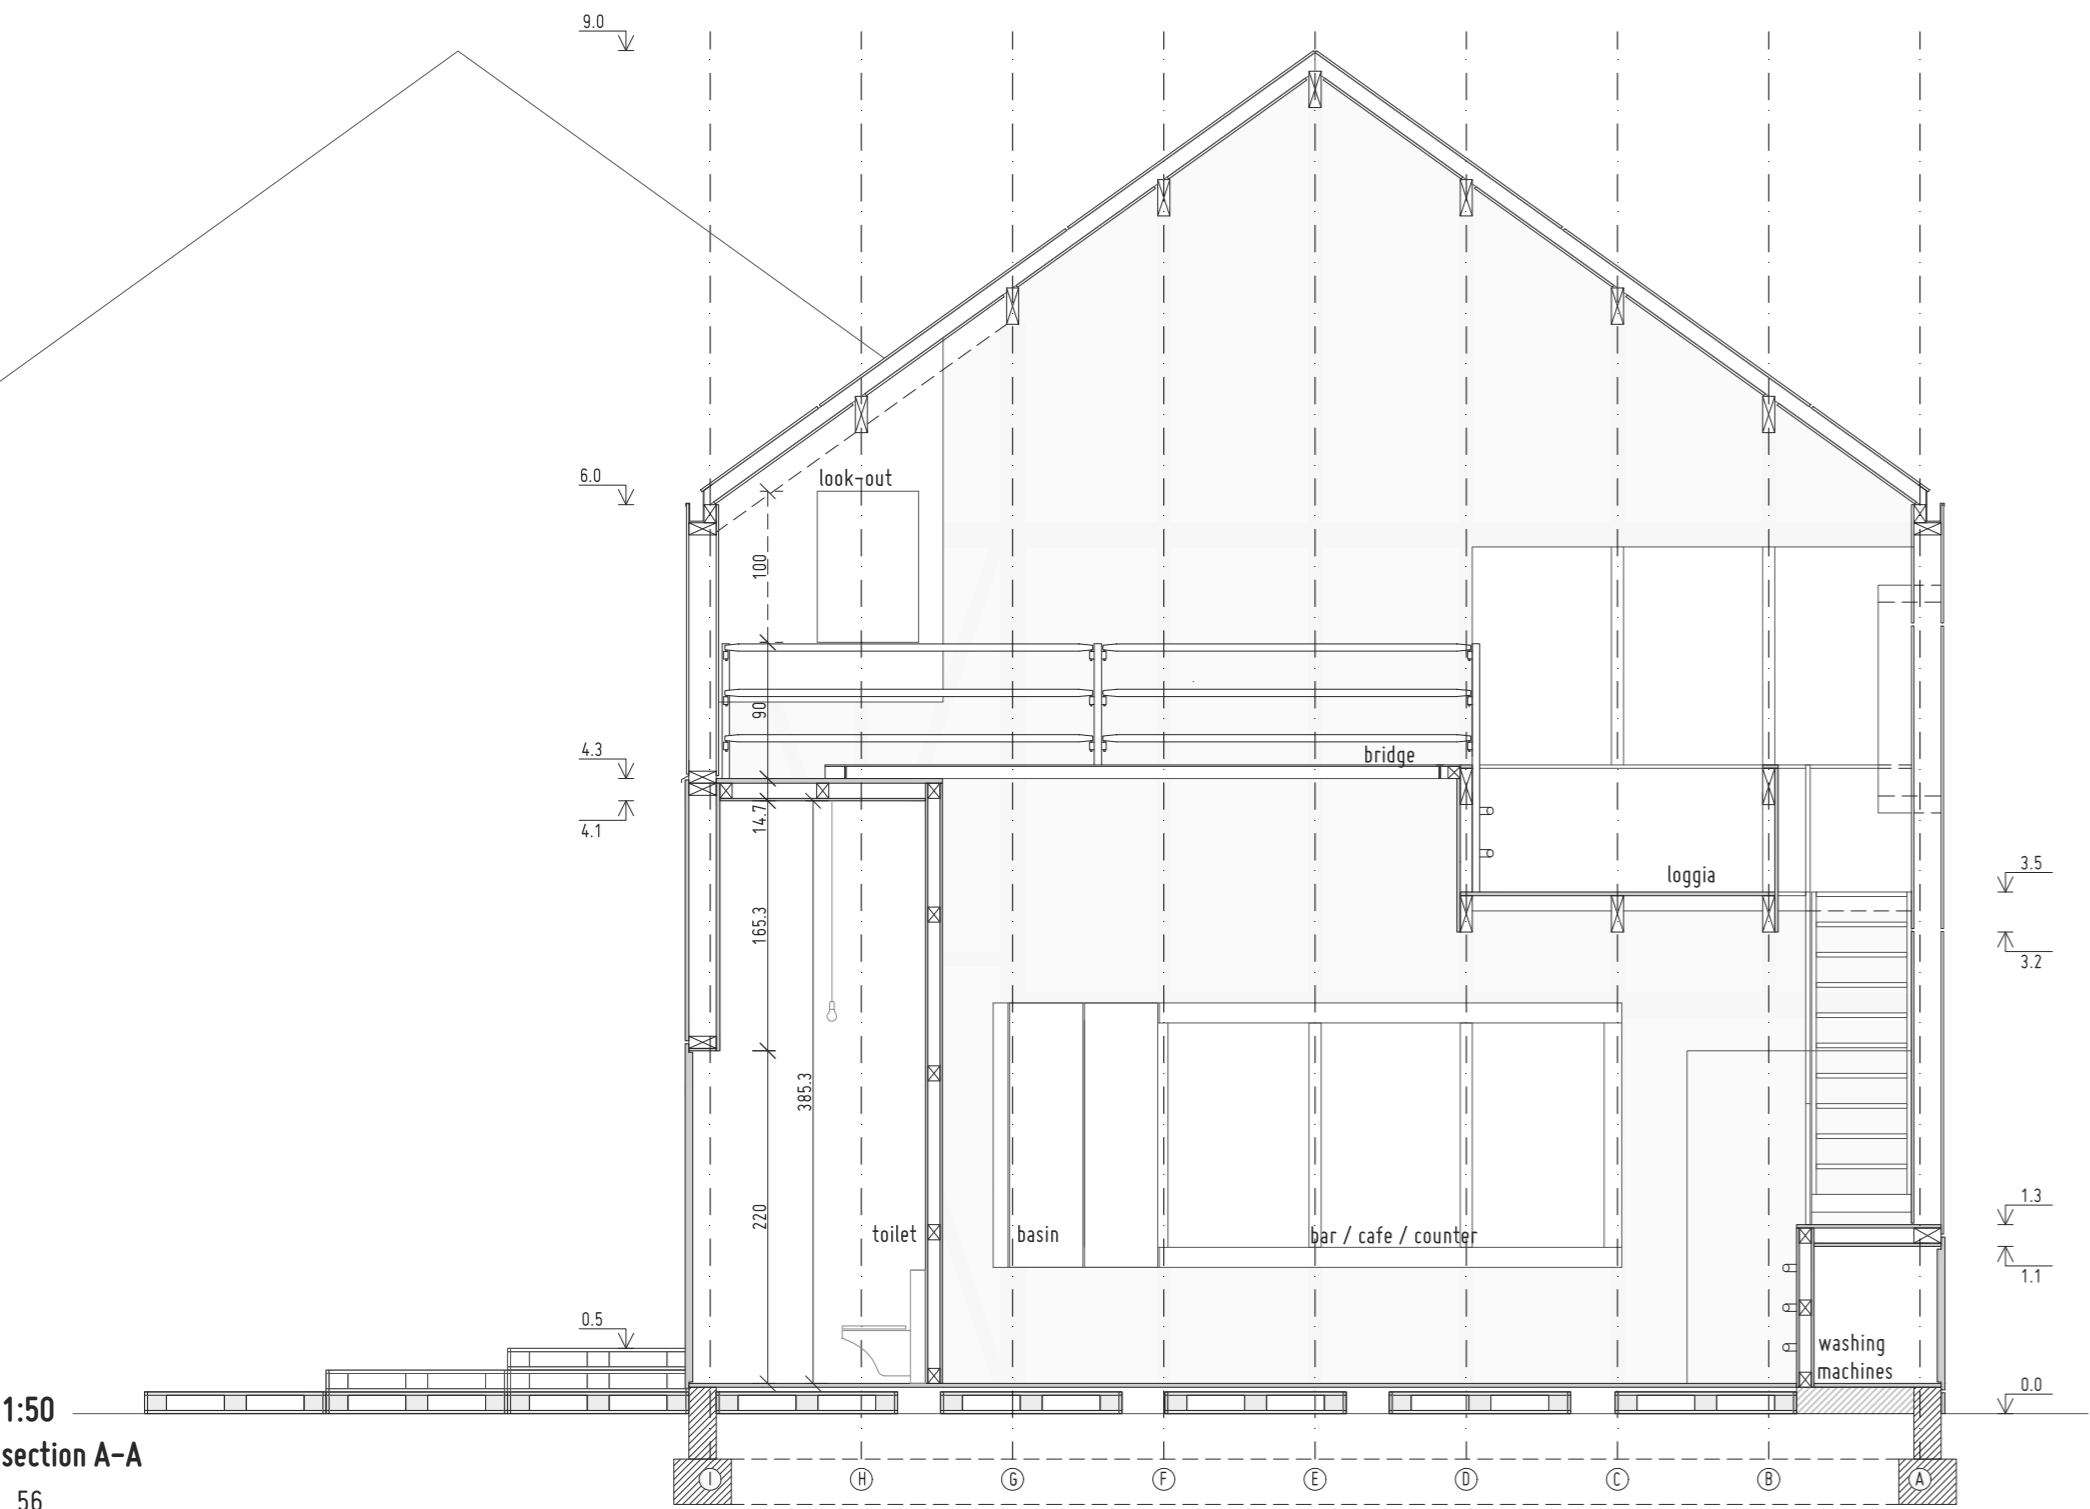 9.0
6.0
look-out
100
90
4.3
bridge
14.7
4.1
3.5
loggia
165.3
3.2
385.3
220
1.3
toilet
basin
bar / cafe / counter
1.1
0.5
washing
machines
0.0
1:50
section A-A
56
I
H
G
F
E
D
C
B
A